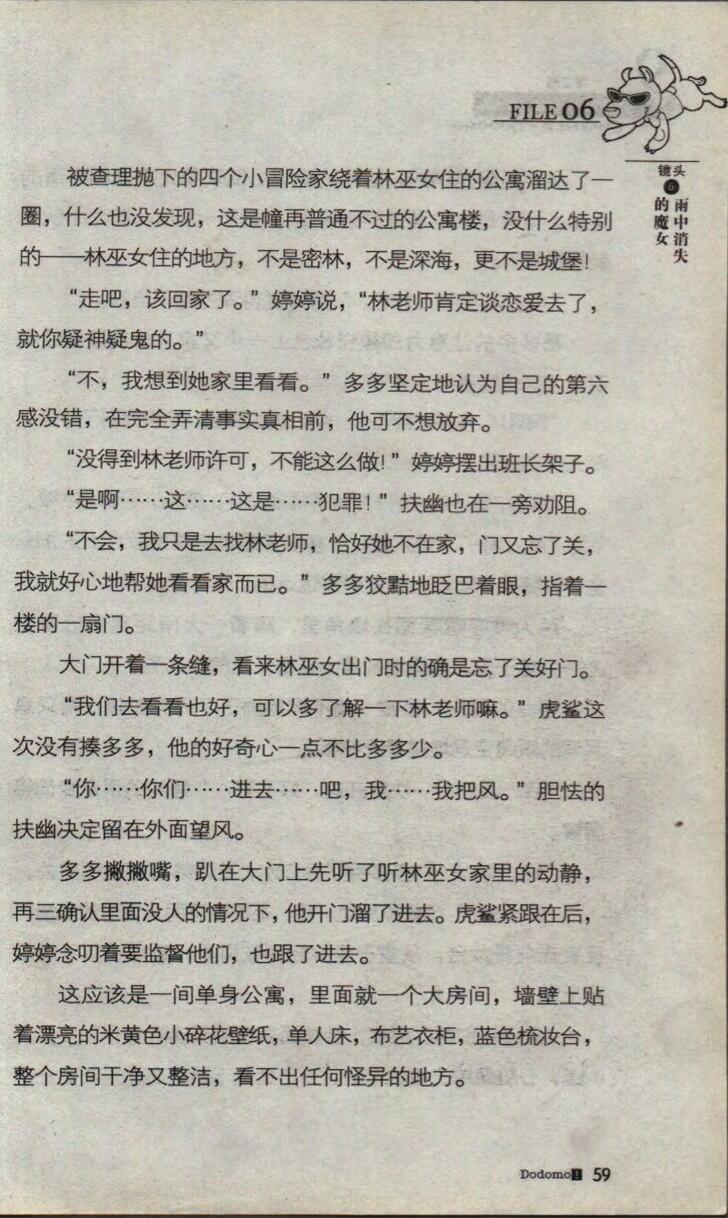 FILE 06
镜头
6
雨中消失
的魔女
被查理抛下的四个小冒险家绕着林巫女住的公寓溜达了一
圈，什么也没发现，这是幢再普通不过的公寓楼，没什么特别
的——林巫女住的地方，不是密林，不是深海，更不是城堡！
“走吧，该回家了。”婷婷说，“林老师肯定谈恋爱去了，
就你疑神疑鬼的。”
“不，我想到她家里看看。”多多坚定地认为自己的第六
感没错，在完全弄清事实真相前，他可不想放弃。
“没得到林老师许可，不能这么做！”婷婷摆出班长架子。
“是啊……这……这是……犯罪！”扶幽也在一旁劝阻。
“不会，我只是去找林老师，恰好她不在家，门又忘了关，
我就好心地帮她看看家而已。”多多狡黠地眨巴着眼，指着一
楼的一扇门。
大门开着一条缝，看来林巫女出门时的确是忘了关好门。
“我们去看看也好，可以多了解一下林老师嘛。”虎鲨这
次没有揍多多，他的好奇心一点不比多多少。
“你……你们……进去……吧，我……我把风。”胆怯的
扶幽决定留在外面望风。
多多撇撇嘴，趴在大门上先听了听林巫女家里的动静，
再三确认里面没人的情况下，他开门溜了进去。虎鲨紧跟在后，
婷婷念叨着要监督他们，也跟了进去。
这应该是一间单身公寓，里面就一个大房间，墙壁上贴
着漂亮的米黄色小碎花壁纸，单人床，布艺衣柜，蓝色梳妆台，
整个房间干净又整洁，看不出任何怪异的地方。
Dodomo! 59